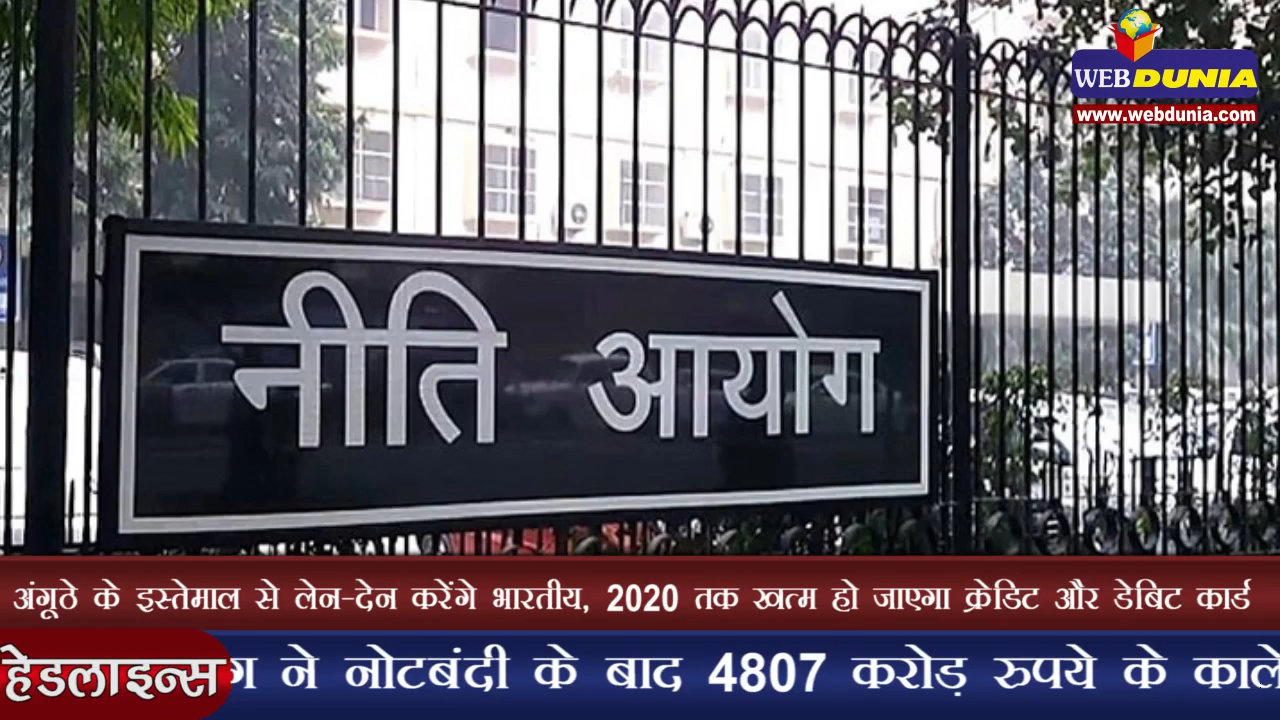 WEBDUNIA
www.webdunia.com
नीति आयोग
अंगूठे के इस्तेमाल से लेन-देन करेंगे भारतीय, 2020 तक खत्म हो जाएगा क्रेडिट और डेबिट कार्ड
हेडलाइन्स
ग ने नोटबंदी के बाद 4807 करोड़ रुपये के काले